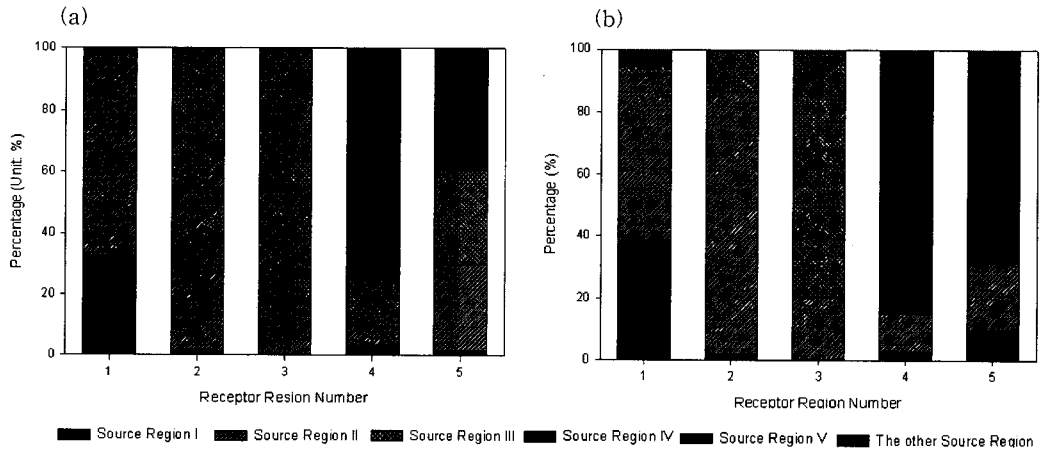 (a)
100
80
60
40
20
0
Percentage (Unit: %)
1 2 3 4 5
Receptor Resion Number
(b)
100
80
60
40
20
0
Percentage (%)
1 2 3 4 5
Receptor Region Number
Source Region I Source Region II Source Region III Source Region IV Source Region V The other Source Region